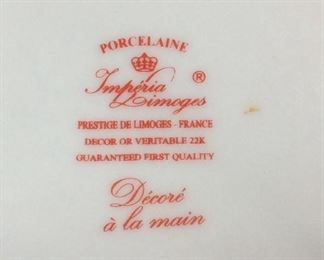 PORCELAINE
Impéria ®
Limoges
PRESTIGE DE LIMOGES - FRANCE
DECOR OR VERITABLE 22K
GUARANTEED FIRST QUALITY
Décoré
à la main